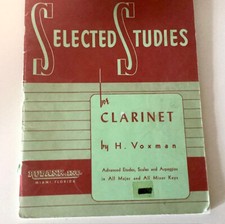 SELECTED STUDIES
for
CLARINET
by H. Voxman
Advanced Etudes, Scales and Arpeggios
in All Major and All Minor Keys
RUBANK, INC.
MIAMI, FLORIDA